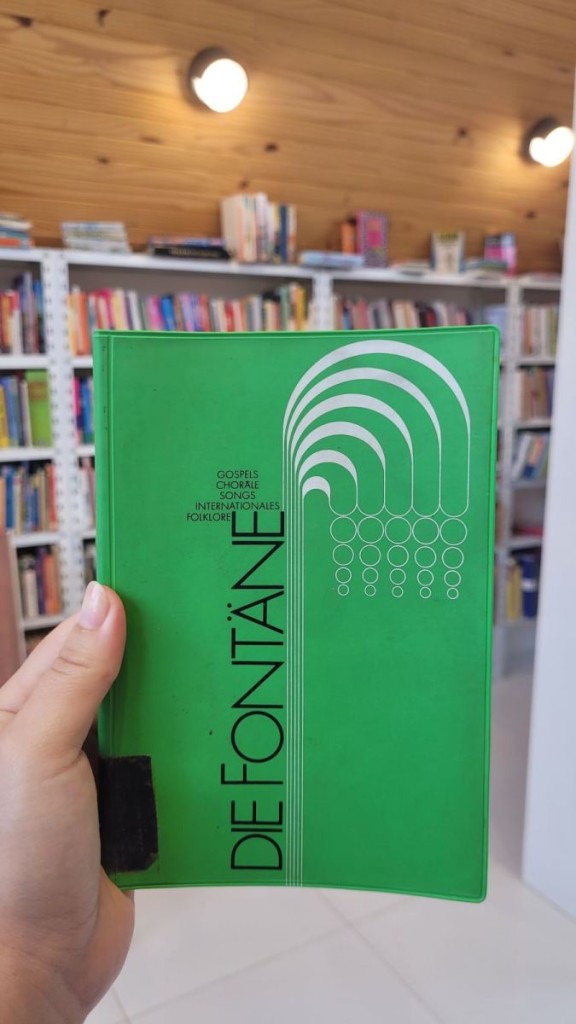 GOSPELS
CHORÄLE
SONGS
INTERNATIONALES
FOLKLORE
DIE FONTÄNE